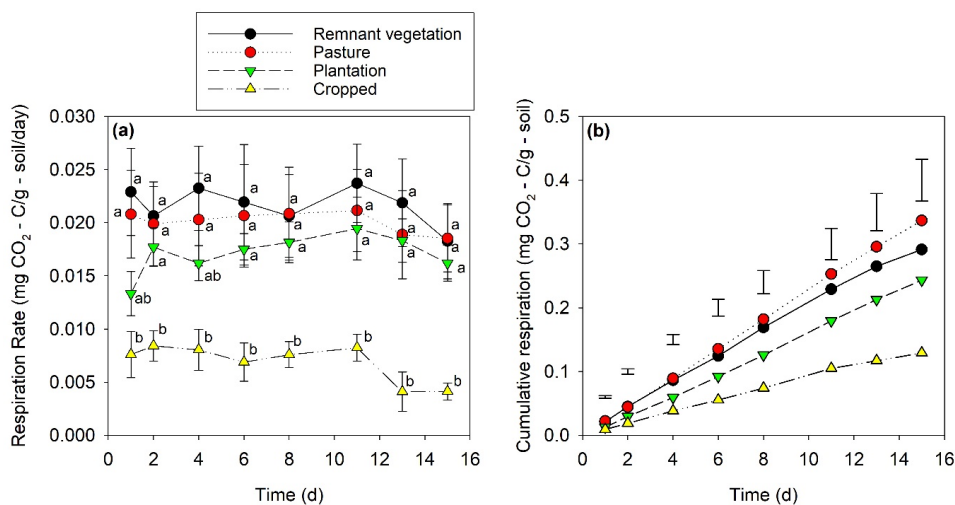 Remnant vegetation
Pasture
Plantation
Cropped
(a)
Respiration Rate (mg CO₂ - C/g - soil/day)
0.030
0.025
0.020
0.015
0.010
0.005
0.000
a a a a a a a a
a a a a a a a a
ab a ab a a a a a
b b b b b b b b
0 2 4 6 8 10 12 14 16
Time (d)
(b)
Cumulative respiration (mg CO₂ - C/g - soil)
0.5
0.4
0.3
0.2
0.1
0.0
0 2 4 6 8 10 12 14 16
Time (d)